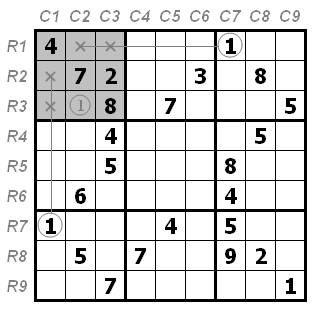 C1 C2 C3 C4 C5 C6 C7 C8 C9
R1 4 × × 1
R2 × 7 2 3 8
R3 × 1 8 7 5
R4 4 5
R5 5 8
R6 6 4
R7 1 4 5
R8 5 7 9 2
R9 7 1